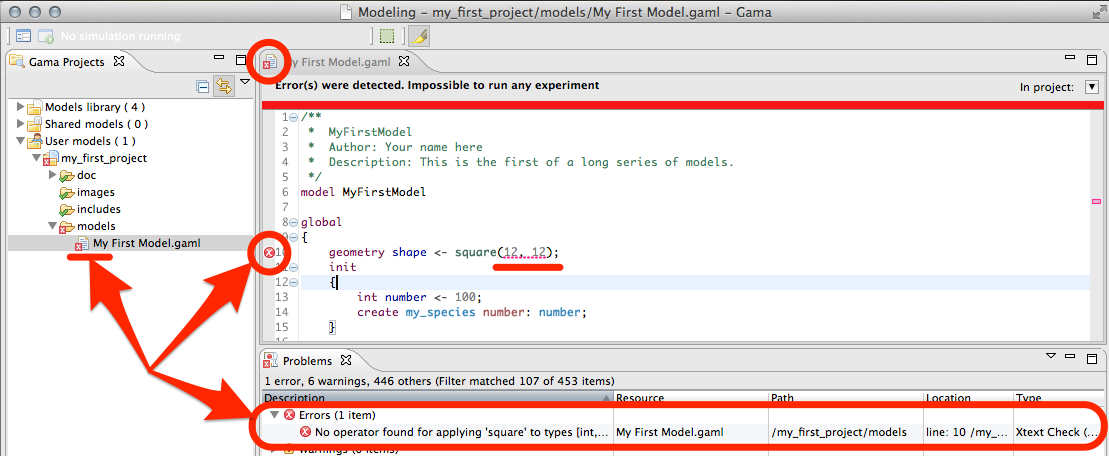 Modeling – my_first_project/models/My First Model.gaml – Gama
No simulation running
Gama Projects
Models library ( 4 )
Shared models ( 0 )
User models ( 1 )
my_first_project
doc
images
includes
models
My First Model.gaml
My First Model.gaml
Error(s) were detected. Impossible to run any experiment
In project:
1 /**
2 * MyFirstModel
3 * Author: Your name here
4 * Description: This is the first of a long series of models.
5 */
6 model MyFirstModel
7
8 global
9 {
10 geometry shape <- square(12, 12);
11 init
12 {
13 int number <- 100;
14 create my_species number: number;
15 }
Problems
1 error, 6 warnings, 446 others (Filter matched 107 of 453 items)
Description Resource Path Location Type
Errors (1 item)
No operator found for applying 'square' to types [int,... My First Model.gaml /my_first_project/models line: 10 /my_... Xtext Check (...
Warnings (6 items)